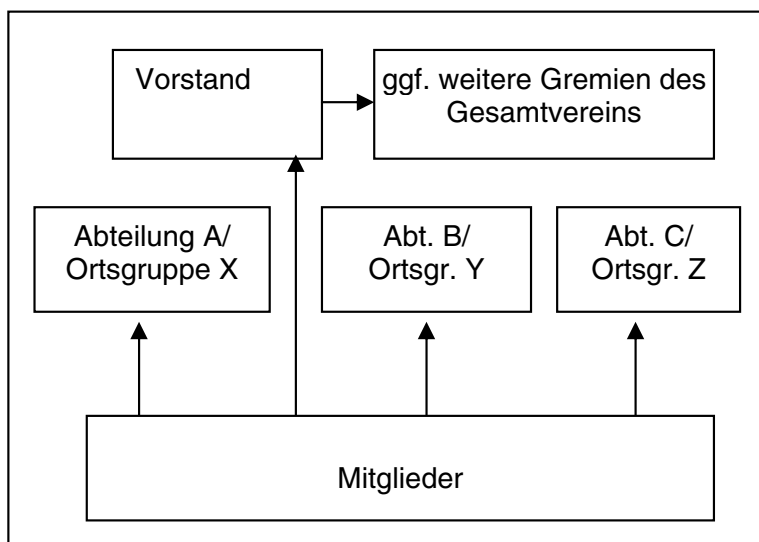 Vorstand
ggf. weitere Gremien des
Gesamtvereins
Abteilung A/
Ortsgruppe X
Abt. B/
Ortsgr. Y
Abt. C/
Ortsgr. Z
Mitglieder